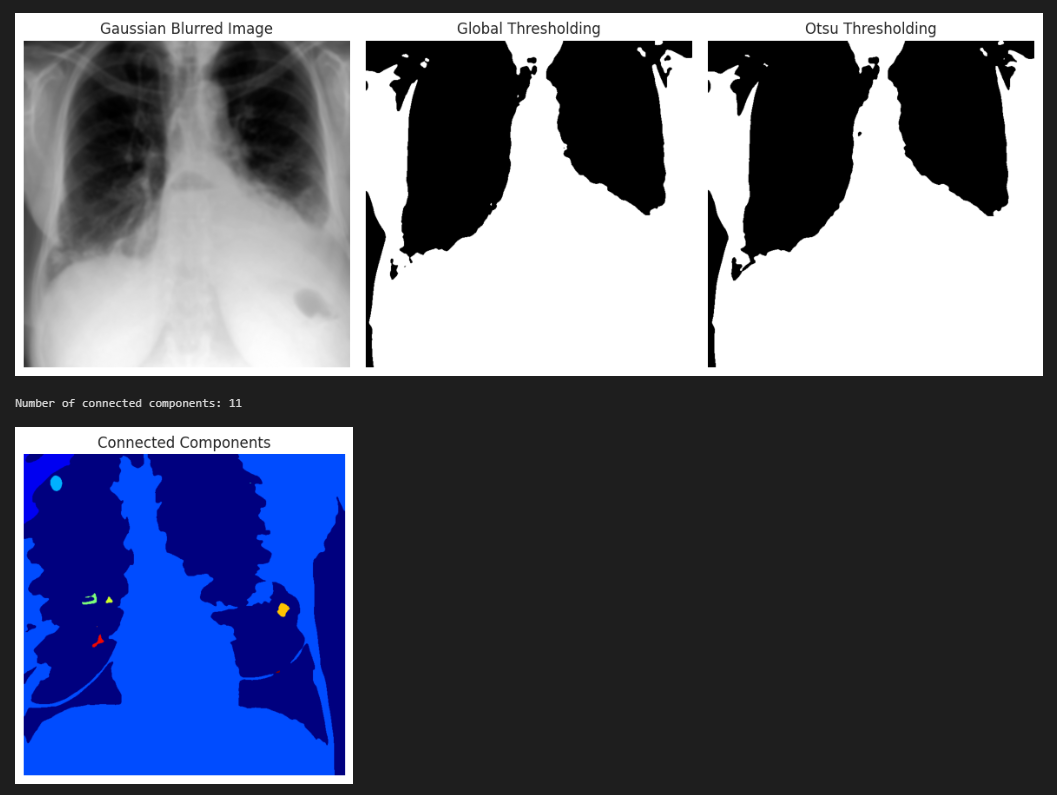 Gaussian Blurred Image
Global Thresholding
Otsu Thresholding
Number of connected components: 11
Connected Components